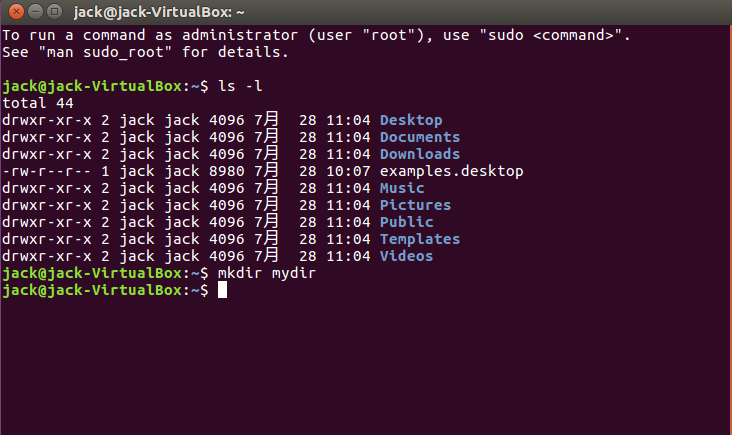 jack@jack-VirtualBox: ~
To run a command as administrator (user "root"), use "sudo <command>".
See "man sudo_root" for details.
jack@jack-VirtualBox:~$ ls -l
total 44
drwxr-xr-x 2 jack jack 4096 7月  28 11:04 Desktop
drwxr-xr-x 2 jack jack 4096 7月  28 11:04 Documents
drwxr-xr-x 2 jack jack 4096 7月  28 11:04 Downloads
-rw-r--r-- 1 jack jack 8980 7月  28 10:07 examples.desktop
drwxr-xr-x 2 jack jack 4096 7月  28 11:04 Music
drwxr-xr-x 2 jack jack 4096 7月  28 11:04 Pictures
drwxr-xr-x 2 jack jack 4096 7月  28 11:04 Public
drwxr-xr-x 2 jack jack 4096 7月  28 11:04 Templates
drwxr-xr-x 2 jack jack 4096 7月  28 11:04 Videos
jack@jack-VirtualBox:~$ mkdir mydir
jack@jack-VirtualBox:~$